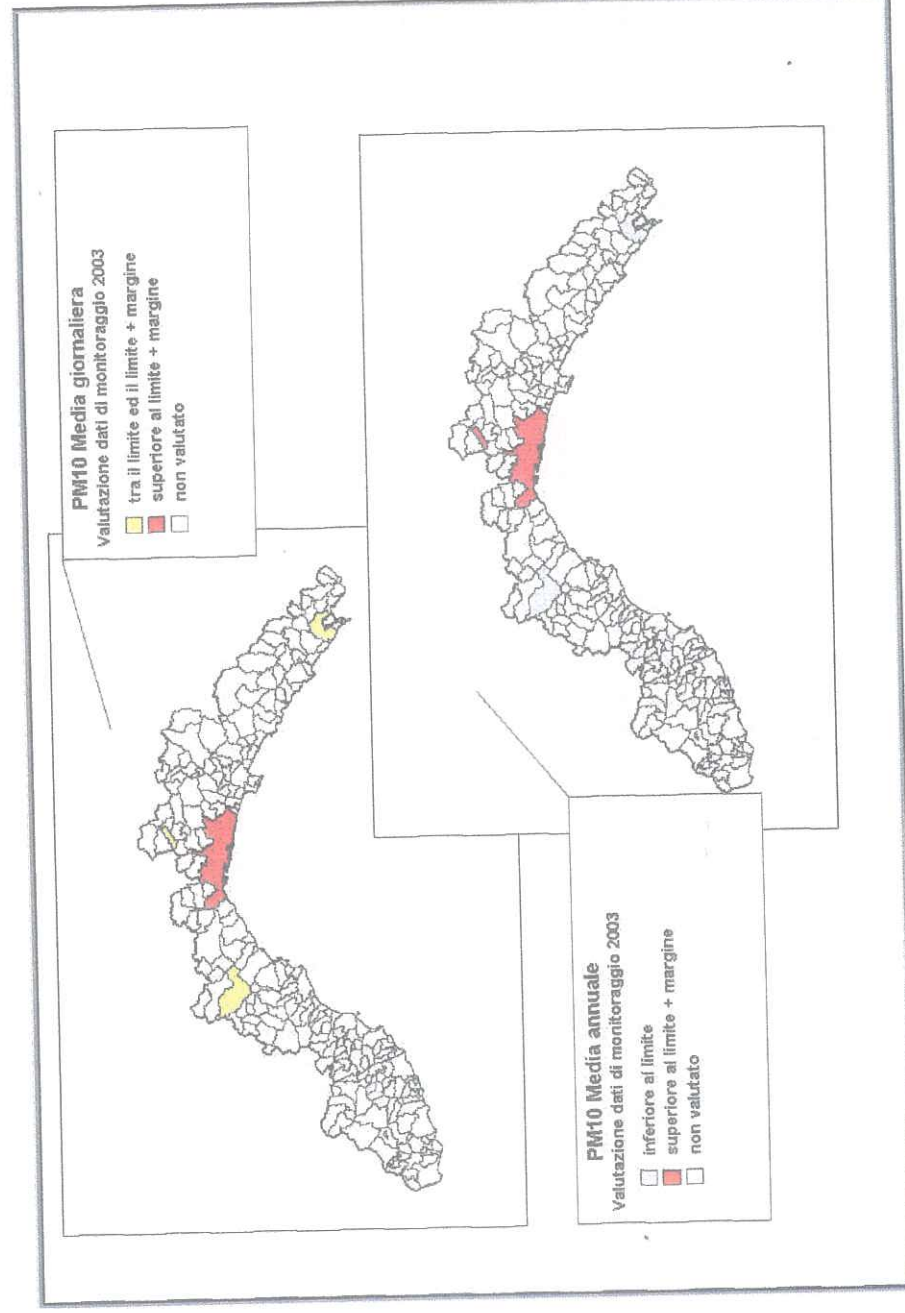 PM10 Media giornaliera
Valutazione dati di monitoraggio 2003
tra il limite ed il limite + margine
superiore al limite + margine
non valutato
PM10 Media annuale
Valutazione dati di monitoraggio 2003
inferiore al limite
superiore al limite + margine
non valutato